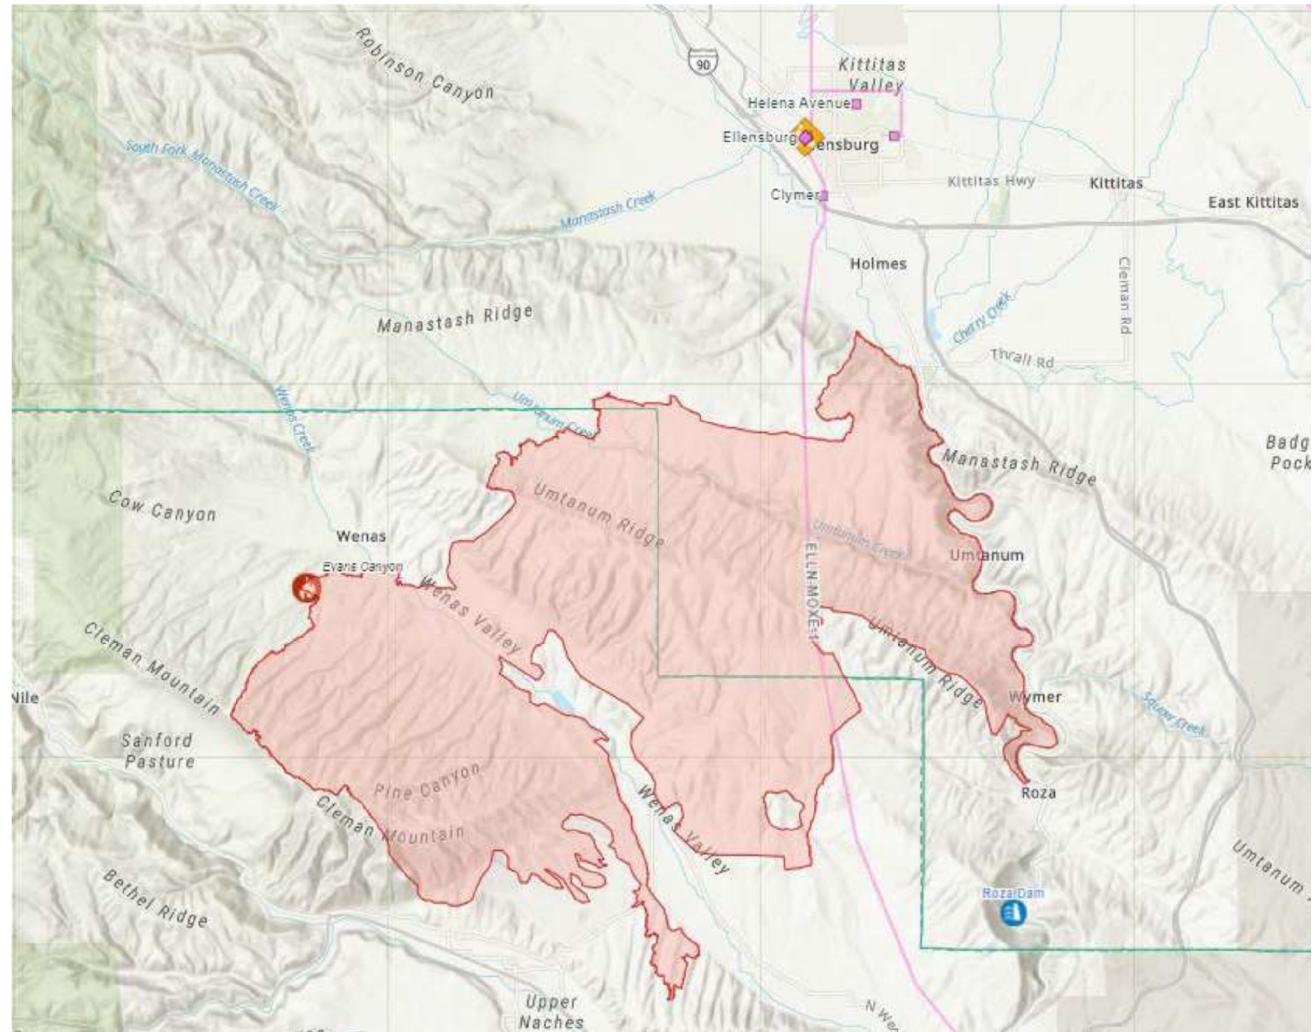 Robinson Canyon
90
Kittitas
Valley
Helena Avenue
Ellensburg
ensburg
South Fork Manastash Creek
Kittitas Hwy
Kittitas
Clymer
East Kittitas
Manastash Creek
Holmes
Cleman Rd
Cherry Creek
Manastash Ridge
Thrall Rd
Wenas Creek
Umtanum Creek
Manastash Ridge
Badg
Pock
Cow Canyon
Umtanum Ridge
Wenas
Umtanum Creek
Umtanum
Evans Canyon
Wenas Valley
ELLN-MOXE-1
Umtanum Ridge
Cleman Mountain
Nile
Wymer
Squaw Creek
Sanford
Pasture
Pine Canyon
Roza
Cleman Mountain
Wenas Valley
Umtanum
Bethel Ridge
Roza Dam
Upper
Naches
N We